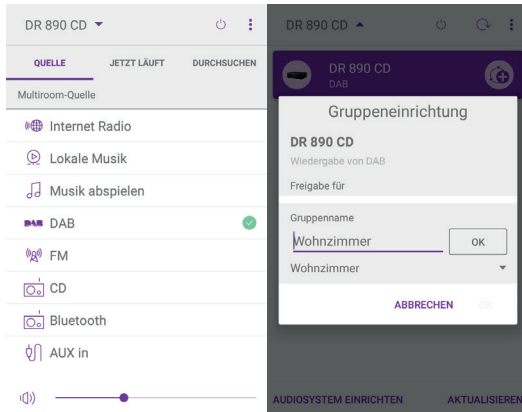 DR 890 CD
QUELLE JETZT LÄUFT DURCHSUCHEN
Multiroom-Quelle
Internet Radio
Lokale Musik
Musik abspielen
DAB DAB
FM
CD
Bluetooth
AUX in
DR 890 CD
DR 890 CD
DAB
Gruppeneinrichtung
DR 890 CD
Wiedergabe von DAB
Freigabe für
Gruppenname
Wohnzimmer OK
Wohnzimmer
ABBRECHEN OK
AUDIOSYSTEM EINRICHTEN AKTUALISIEREN